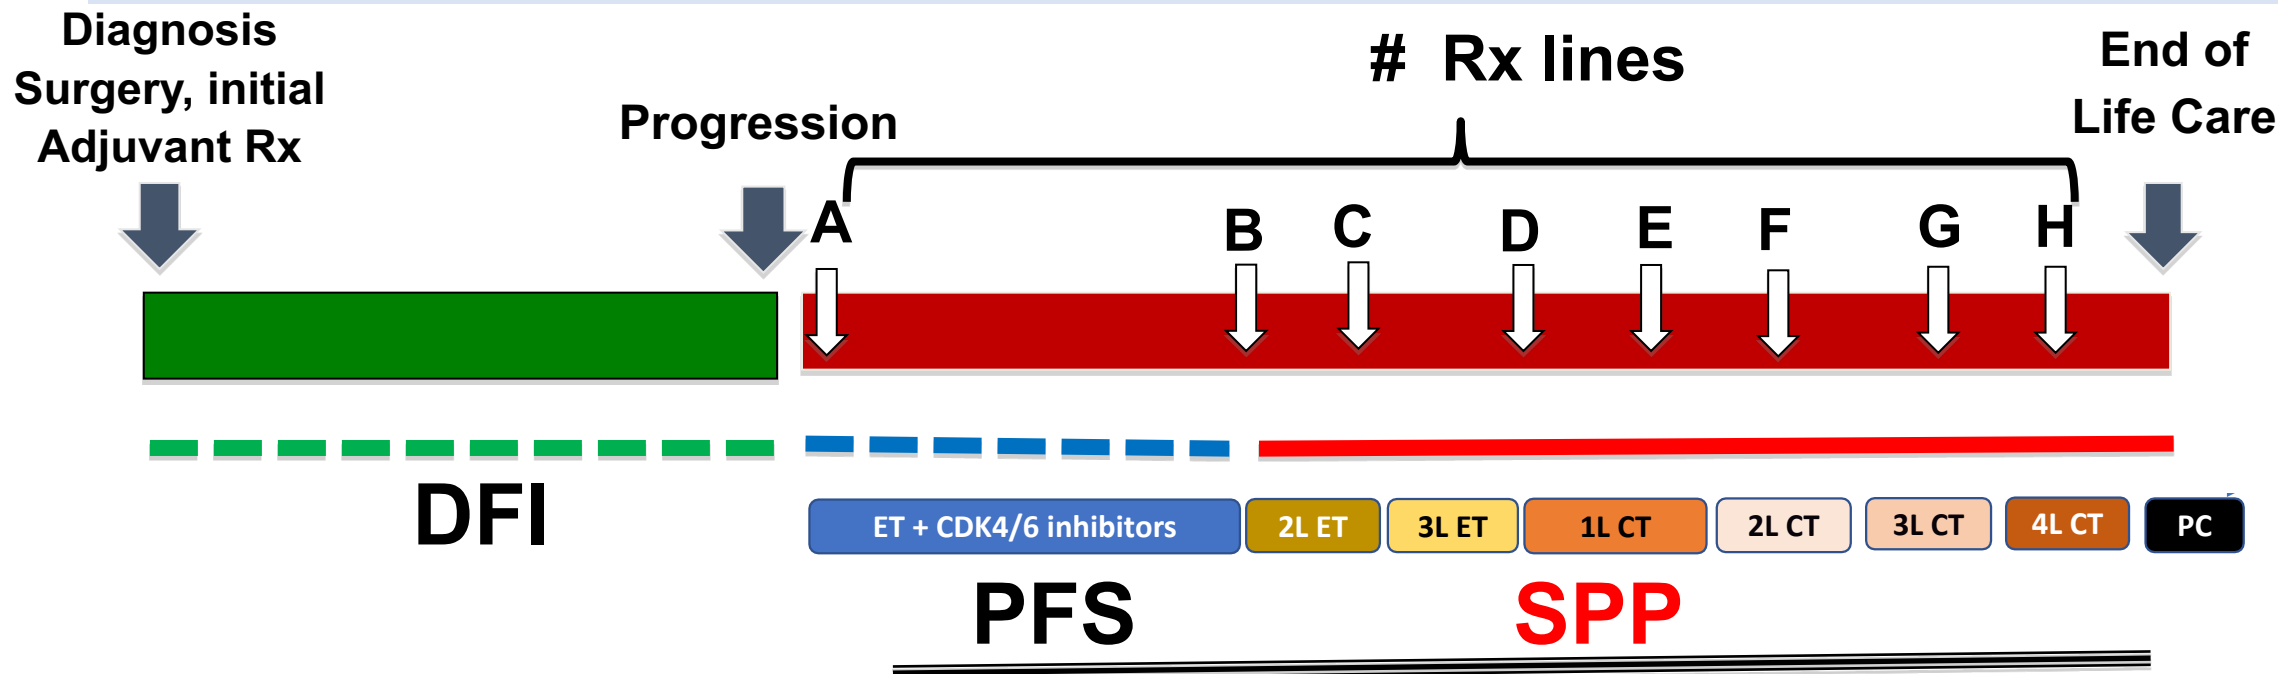 Diagnosis
Surgery, initial
Adjuvant Rx
Progression
# Rx lines
End of
Life Care
A
B
C
D
E
F
G
H
DFI
ET + CDK4/6 inhibitors
2L ET
3L ET
1L CT
2L CT
3L CT
4L CT
PC
PFS
SPP